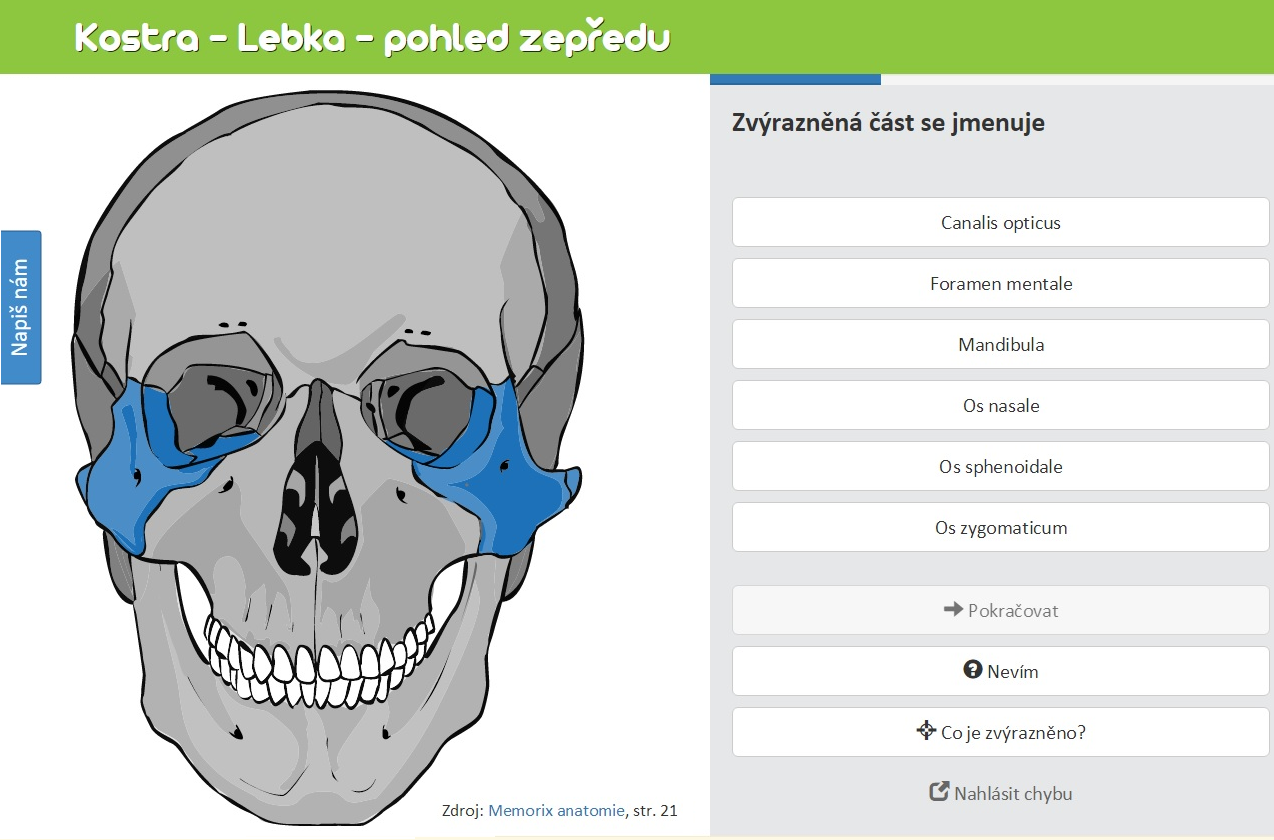 Kostra - Lebka - pohled zepředu
Napiš nám
Zvýrazněná část se jmenuje
Canalis opticus
Foramen mentale
Mandibula
Os nasale
Os sphenoidale
Os zygomaticum
Pokračovat
Nevím
Co je zvýrazněno?
Nahlásit chybu
Zdroj: Memorix anatomie, str. 21